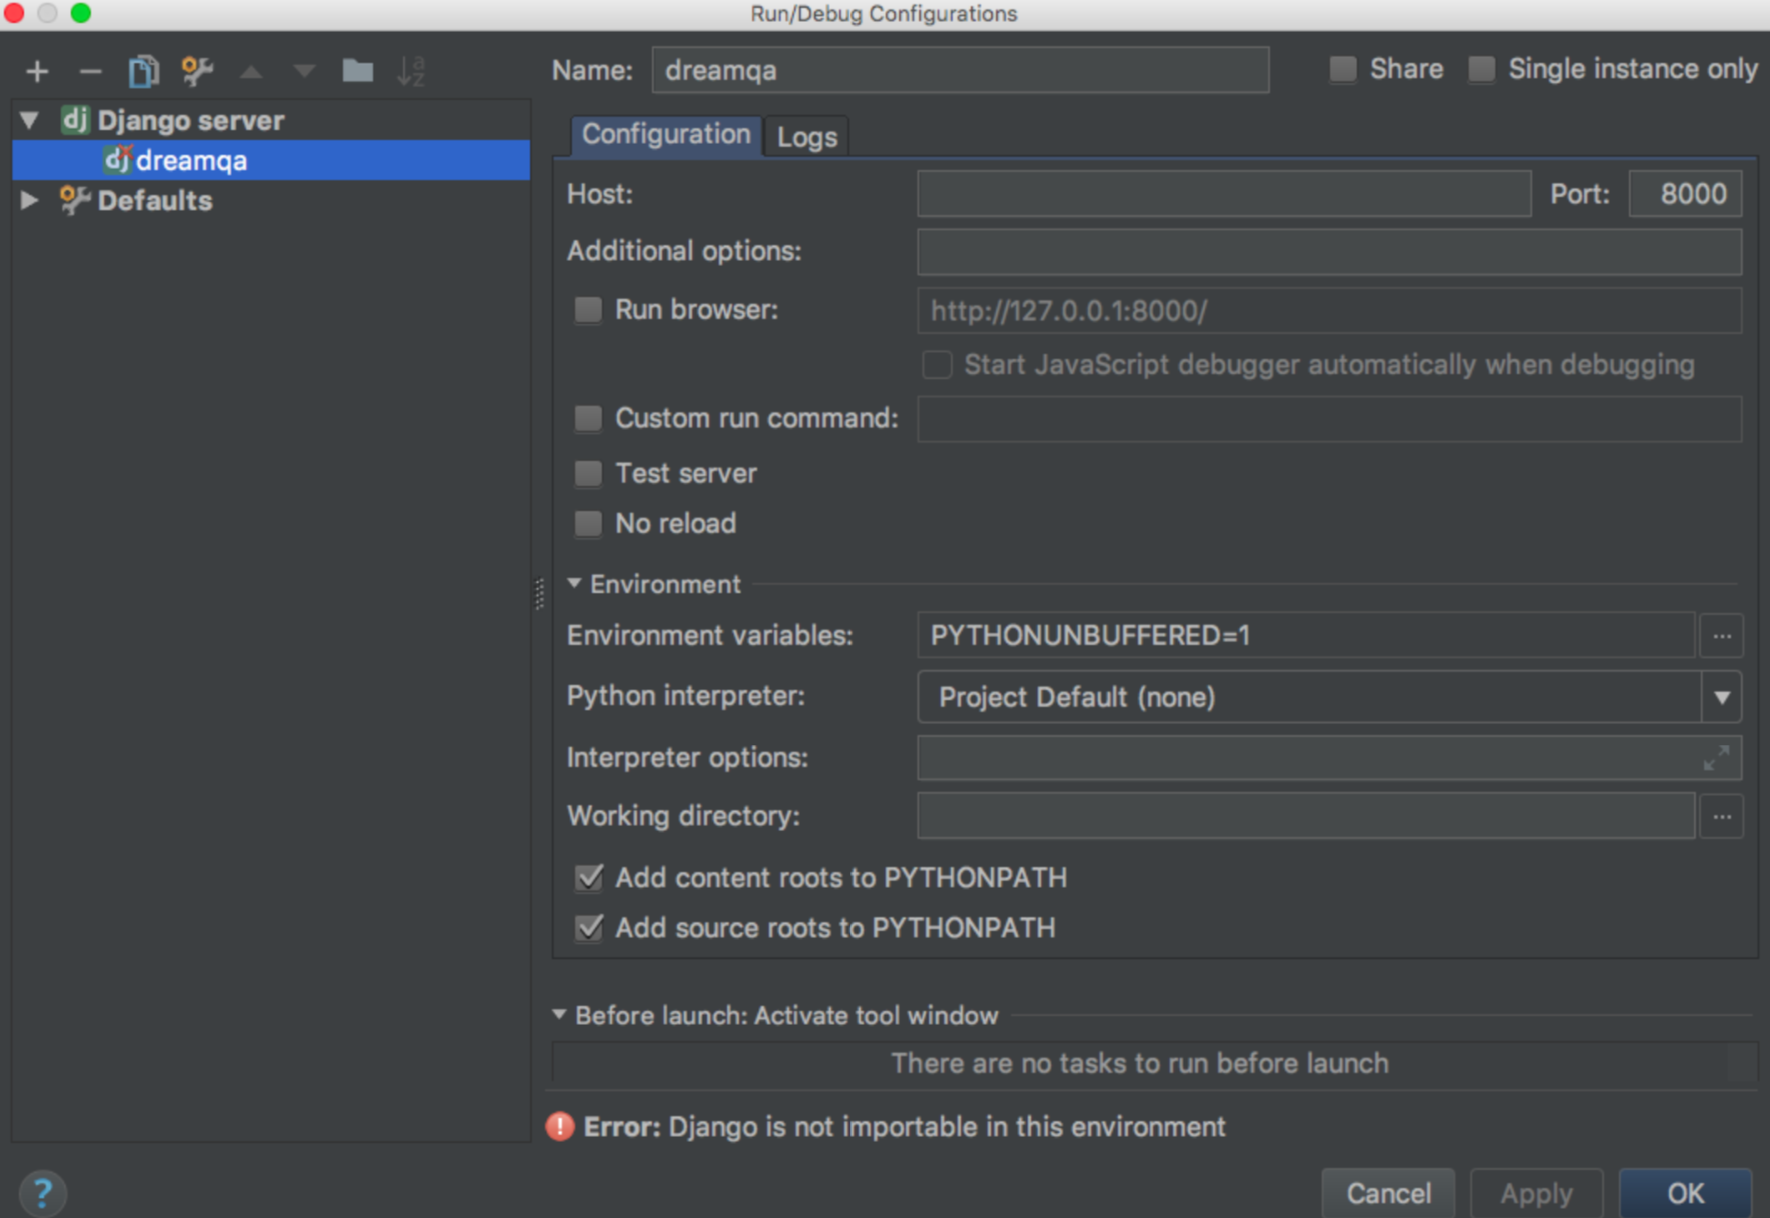 Run/Debug Configurations
Name: dreamqa Share Single instance only
Django server
dreamqa
Defaults
Configuration Logs
Host: Port: 8000
Additional options:
Run browser: http://127.0.0.1:8000/
Start JavaScript debugger automatically when debugging
Custom run command:
Test server
No reload
Environment
Environment variables: PYTHONUNBUFFERED=1 ...
Python interpreter: Project Default (none)
Interpreter options:
Working directory: ...
Add content roots to PYTHONPATH
Add source roots to PYTHONPATH
Before launch: Activate tool window
There are no tasks to run before launch
Error: Django is not importable in this environment
? Cancel Apply OK